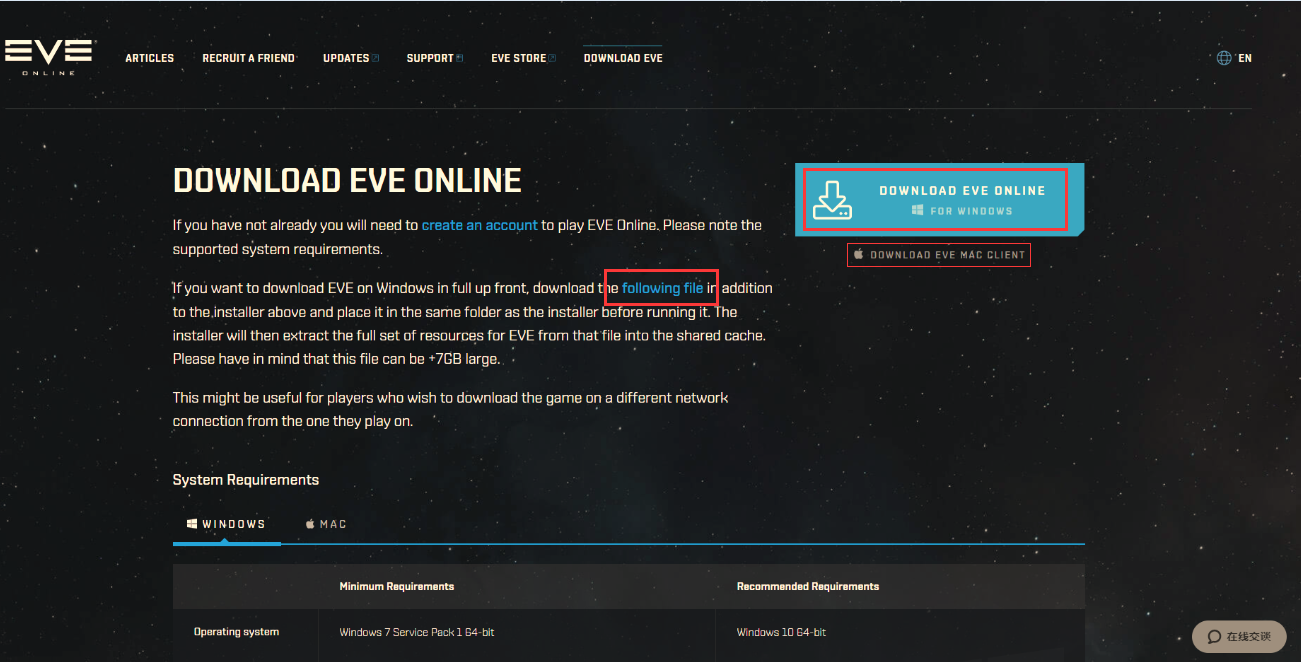 EVE
ONLINE
ARTICLES
RECRUIT A FRIEND
UPDATES
SUPPORT
EVE STORE
DOWNLOAD EVE
EN
DOWNLOAD EVE ONLINE
If you have not already you will need to create an account to play EVE Online. Please note the
supported system requirements.
If you want to download EVE on Windows in full up front, download the following file in addition
to the installer above and place it in the same folder as the installer before running it. The
installer will then extract the full set of resources for EVE from that file into the shared cache.
Please have in mind that this file can be +7GB large.
This might be useful for players who wish to download the game on a different network
connection from the one they play on.
DOWNLOAD EVE ONLINE
FOR WINDOWS
DOWNLOAD EVE MAC CLIENT
System Requirements
WINDOWS
MAC
Minimum Requirements
Recommended Requirements
Operating system
Windows 7 Service Pack 1 64-bit
Windows 10 64-bit
在线交谈